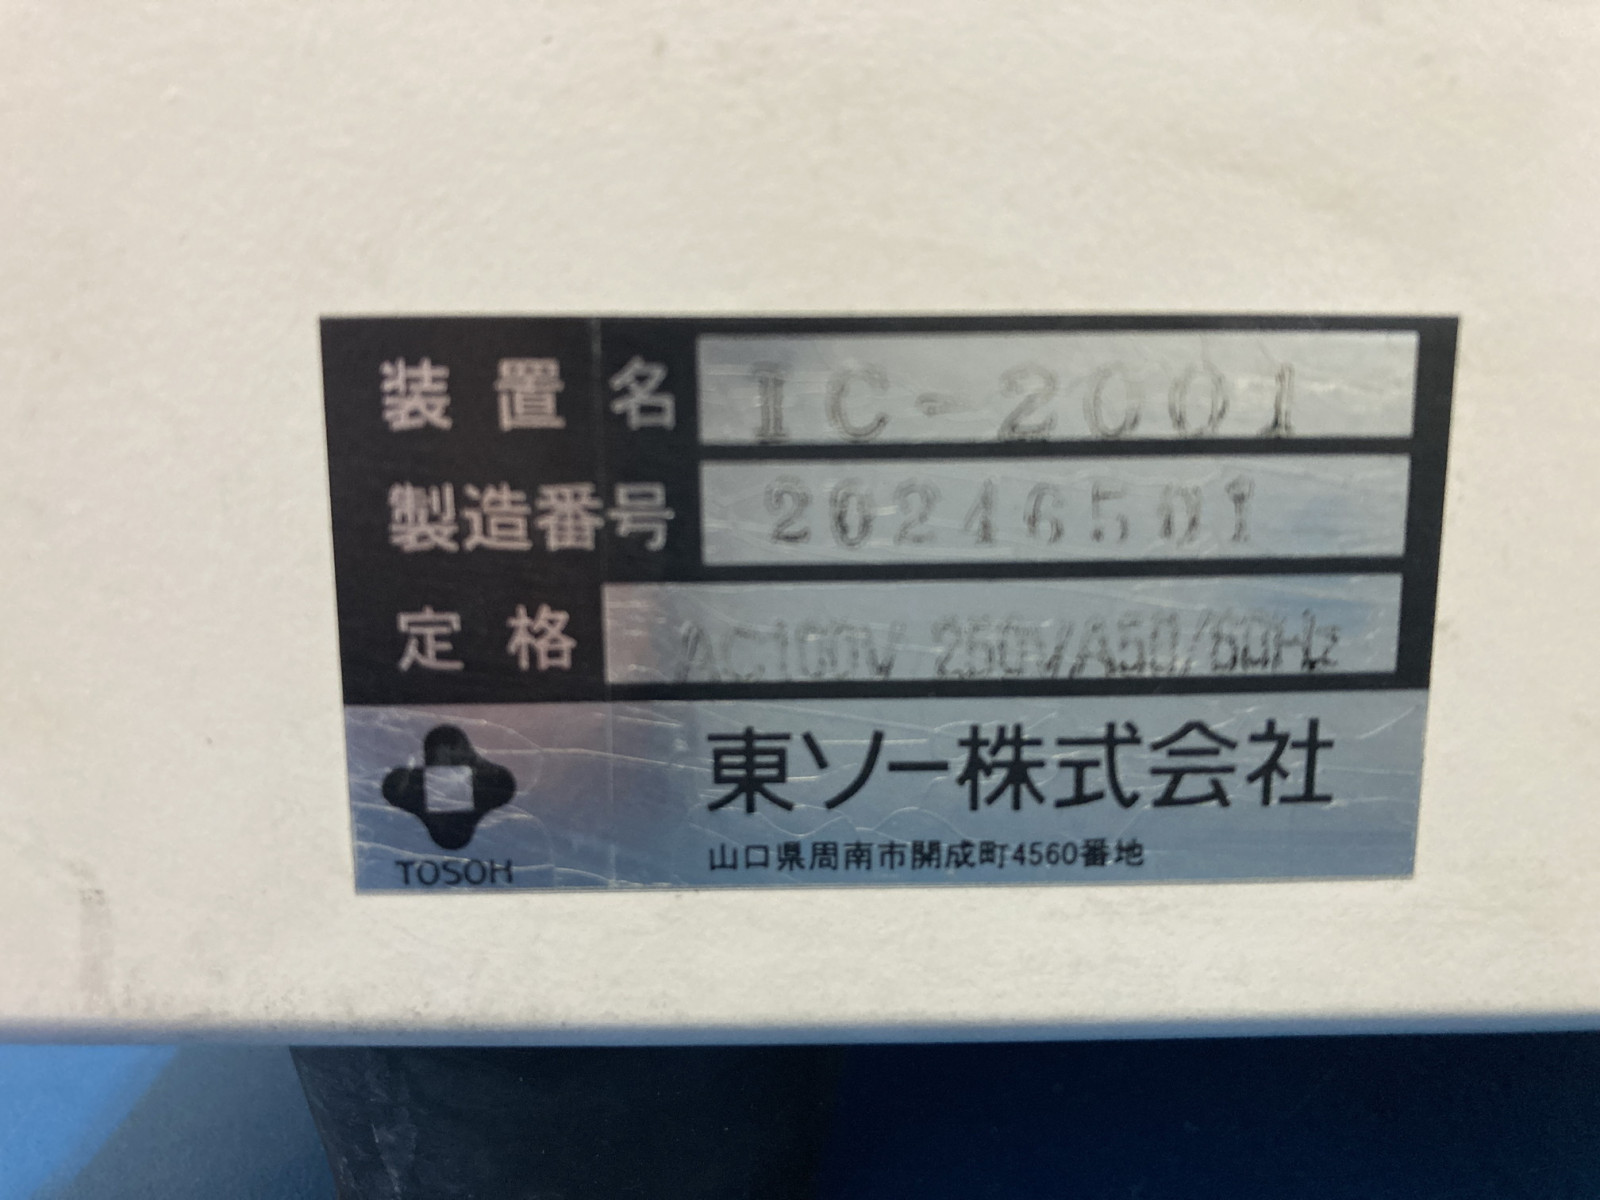 装置名 IC-2001
製造番号 20246501
定格 AC100V 250VA50/60Hz
TOSOH
東ソー株式会社
山口県周南市開成町4560番地